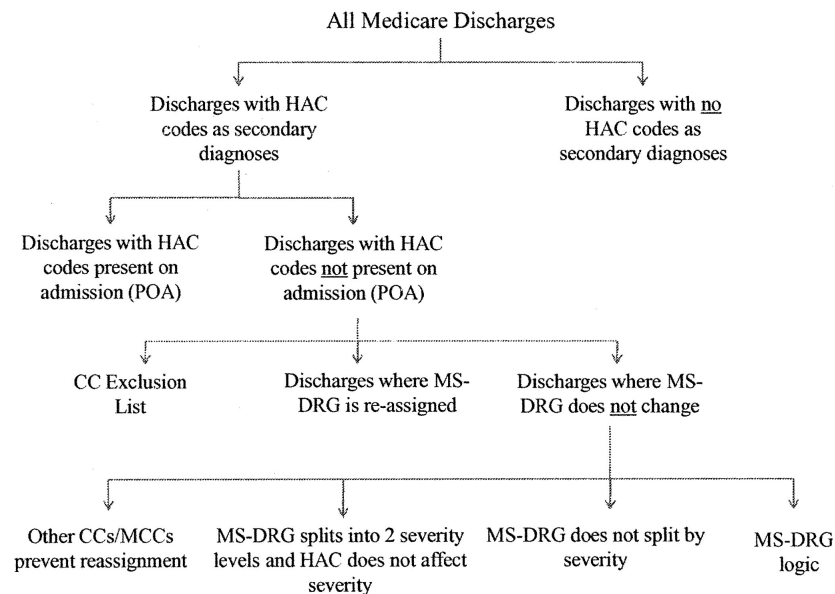 All Medicare Discharges
Discharges with HAC
codes as secondary
diagnoses
Discharges with no
HAC codes as
secondary diagnoses
Discharges with HAC
codes present on
admission (POA)
Discharges with HAC
codes not present on
admission (POA)
CC Exclusion
List
Discharges where MS-
DRG is re-assigned
Discharges where MS-
DRG does not change
Other CCs/MCCs
prevent reassignment
MS-DRG splits into 2 severity
levels and HAC does not affect
severity
MS-DRG does not split by
severity
MS-DRG
logic